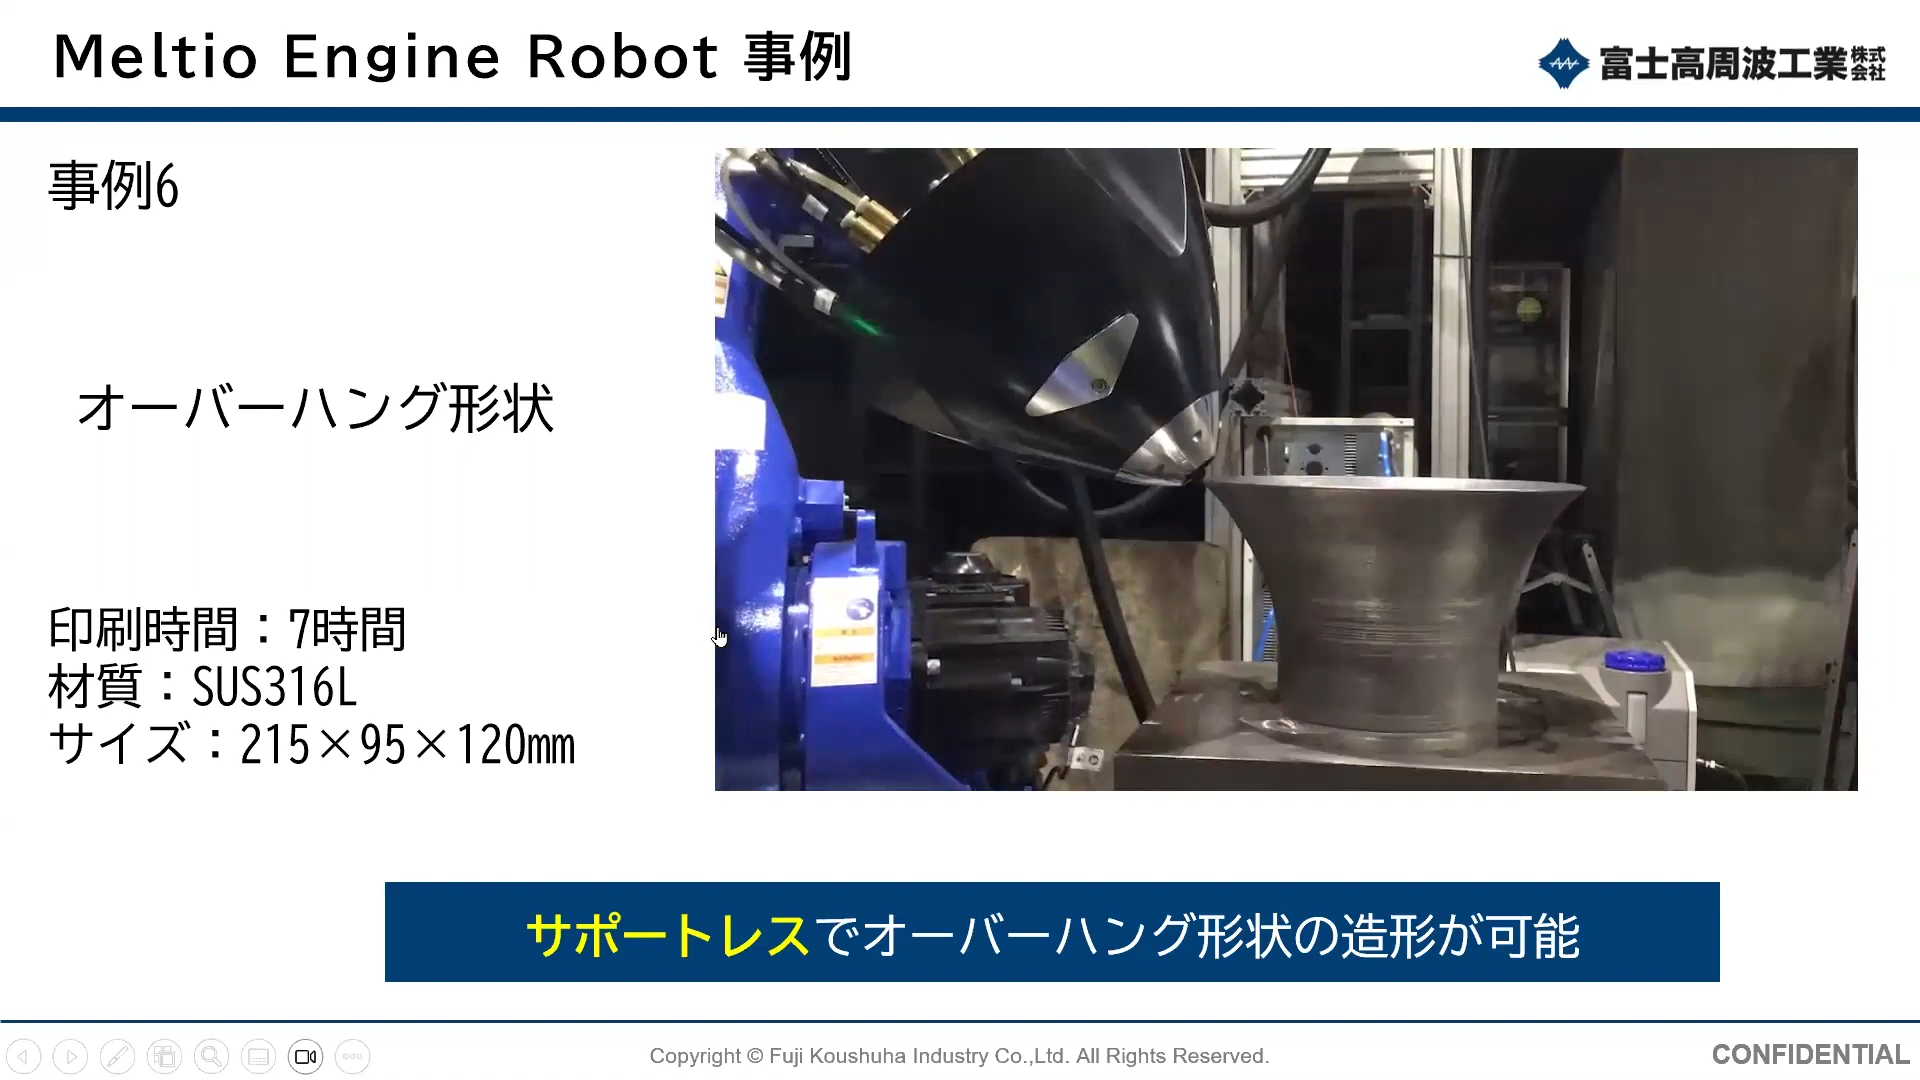 Meltio Engine Robot 事例
富士高周波工業株式会社
事例6
オーバーハング形状
印刷時間：7時間
材質：SUS316L
サイズ：215×95×120mm
サポートレスでオーバーハング形状の造形が可能
Copyright © Fuji Koushuha Industry Co.,Ltd. All Rights Reserved.
CONFIDENTIAL